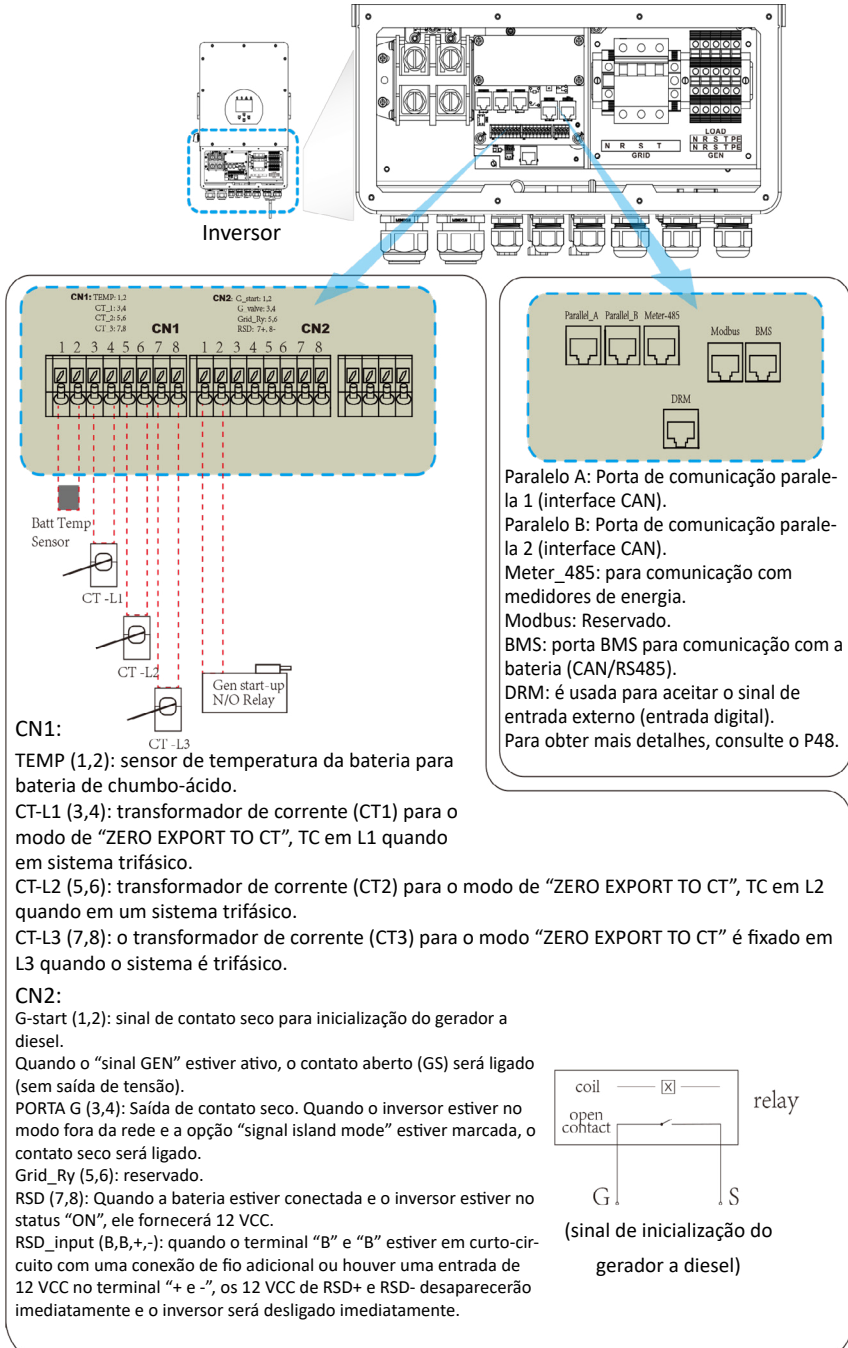 LOAD
N R S T PE
N R S T
N R S T PE
GRID
GEN
Inversor
CN1: TEMP: 1,2
CT_1: 3,4
CT_2: 5,6
CT_3: 7,8
CN1
CN2: G_start: 1,2
G_valve: 3,4
Grid_Ry: 5,6
RSD: 7+, 8-
CN2
1 2 3 4 5 6 7 8
1 2 3 4 5 6 7 8
Batt Temp
Sensor
CT -L1
CT -L2
CT -L3
Gen start-up
N/O Relay
Parallel_A Parallel_B Meter-485
Modbus BMS
DRM
Paralelo A: Porta de comunicação parale-
la 1 (interface CAN).
Paralelo B: Porta de comunicação parale-
la 2 (interface CAN).
Meter_485: para comunicação com
medidores de energia.
Modbus: Reservado.
BMS: porta BMS para comunicação com a
bateria (CAN/RS485).
DRM: é usada para aceitar o sinal de
entrada externo (entrada digital).
Para obter mais detalhes, consulte o P48.
CN1:
TEMP (1,2): sensor de temperatura da bateria para
bateria de chumbo-ácido.
CT-L1 (3,4): transformador de corrente (CT1) para o
modo de “ZERO EXPORT TO CT”, TC em L1 quando
em sistema trifásico.
CT-L2 (5,6): transformador de corrente (CT2) para o modo de “ZERO EXPORT TO CT”, TC em L2
quando em um sistema trifásico.
CT-L3 (7,8): o transformador de corrente (CT3) para o modo “ZERO EXPORT TO CT” é fixado em
L3 quando o sistema é trifásico.
CN2:
G-start (1,2): sinal de contato seco para inicialização do gerador a
diesel.
Quando o “sinal GEN” estiver ativo, o contato aberto (GS) será ligado
(sem saída de tensão).
PORTA G (3,4): Saída de contato seco. Quando o inversor estiver no
modo fora da rede e a opção “signal island mode” estiver marcada, o
contato seco será ligado.
Grid_Ry (5,6): reservado.
RSD (7,8): Quando a bateria estiver conectada e o inversor estiver no
status “ON”, ele fornecerá 12 VCC.
RSD_input (B,B,+,-): quando o terminal “B” e “B” estiver em curto-cir-
cuito com uma conexão de fio adicional ou houver uma entrada de
12 VCC no terminal “+ e -”, os 12 VCC de RSD+ e RSD- desaparecerão
imediatamente e o inversor será desligado imediatamente.
coil
X
open
contact
relay
G
S
(sinal de inicialização do
gerador a diesel)